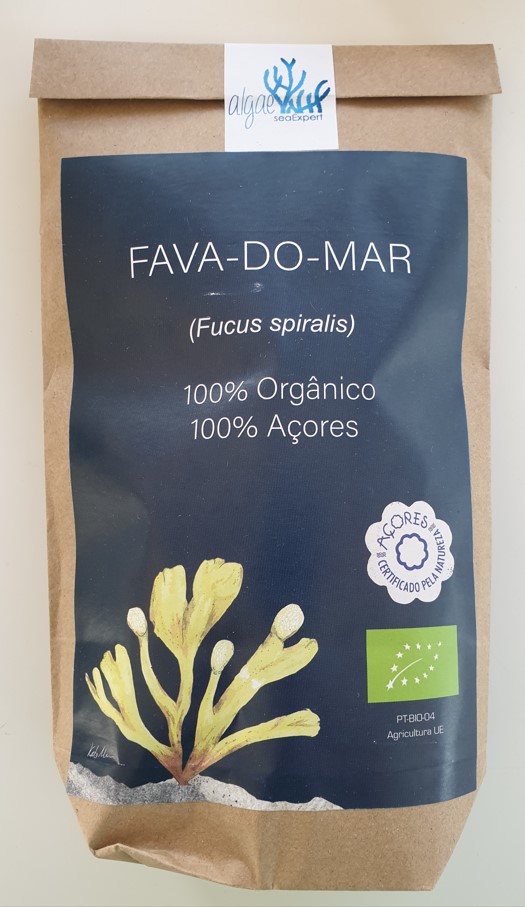 algae
seaExpert
FAVA-DO-MAR
(Fucus spiralis)
100% Orgânico
100% Açores
AÇORES
CERTIFICADO PELA NATUREZA
PT-BIO-04
Agricultura UE